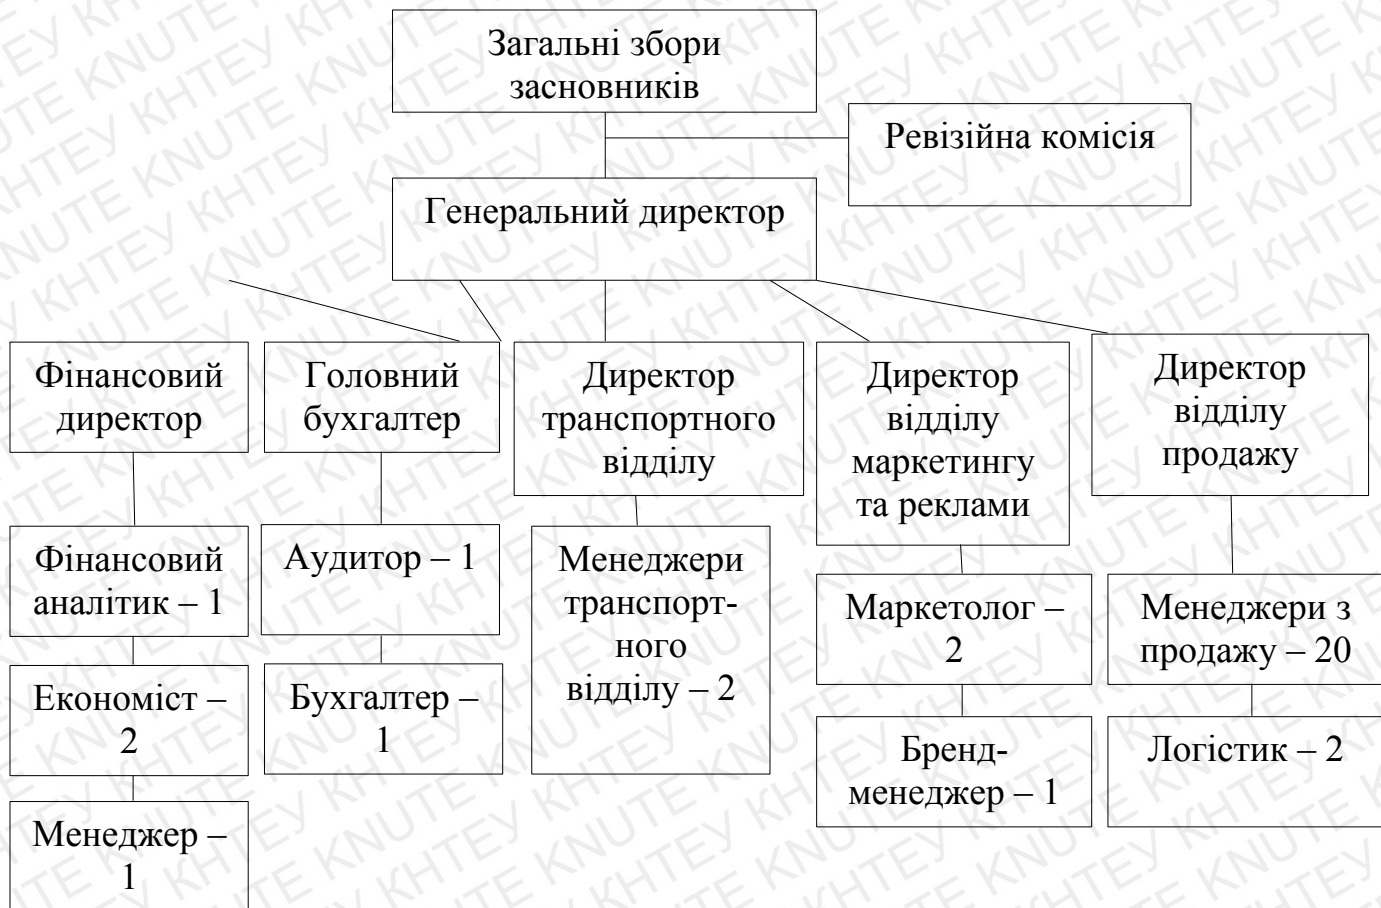 Загальні збори
засновників
Ревізійна комісія
Генеральний директор
Фінансовий
директор
Головний
бухгалтер
Директор
транспортного
відділу
Директор
відділу
маркетингу
та реклами
Директор
відділу
продажу
Фінансовий
аналітик – 1
Аудитор – 1
Менеджери
транспорт-
ного
відділу – 2
Маркетолог –
2
Менеджери з
продажу – 20
Економіст –
2
Бухгалтер –
1
Бренд-
менеджер – 1
Логістик – 2
Менеджер –
1